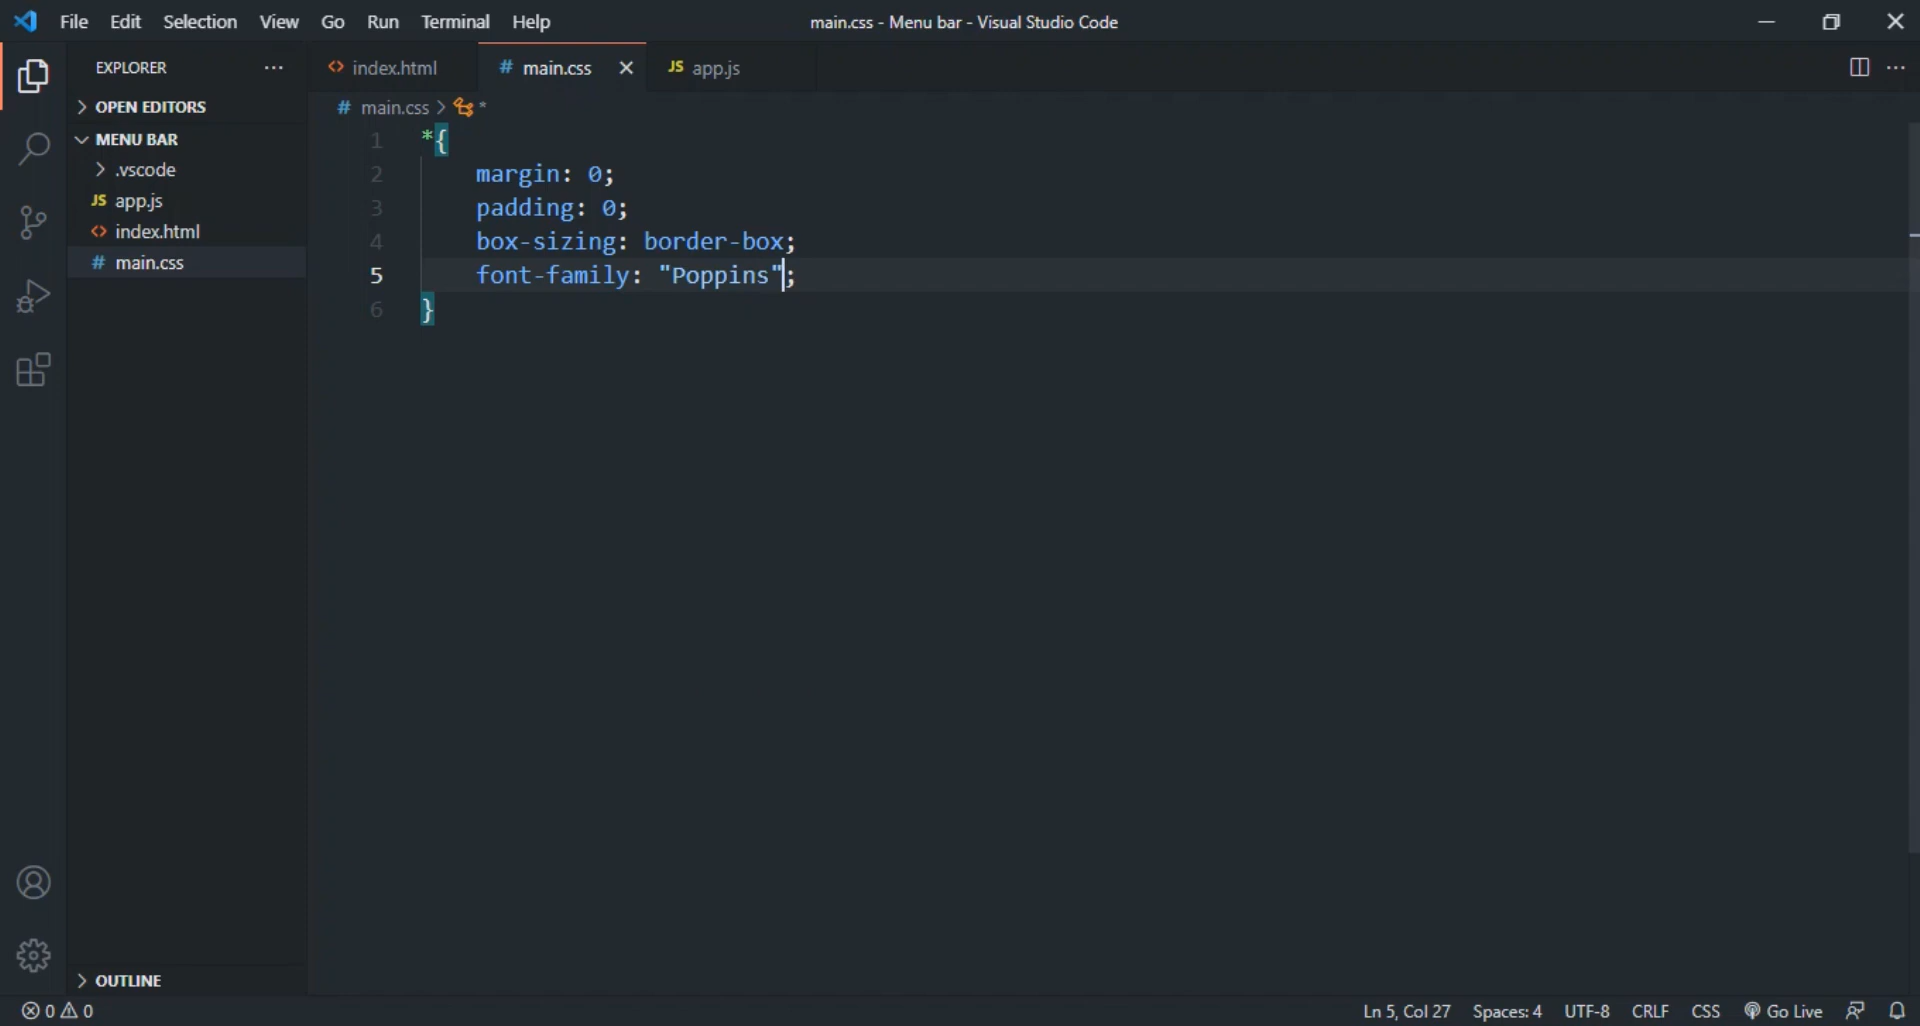 File Edit Selection View Go Run Terminal Help main.css - Menu bar - Visual Studio Code
EXPLORER ···
index.html
# main.css
JS app.js
OPEN EDITORS
MENU BAR
.vscode
JS app.js
index.html
# main.css
OUTLINE
# main.css > *
1 *{
2 margin: 0;
3 padding: 0;
4 box-sizing: border-box;
5 font-family: "Poppins";
6 }
0 0 Ln 5, Col 27 Spaces: 4 UTF-8 CRLF CSS Go Live